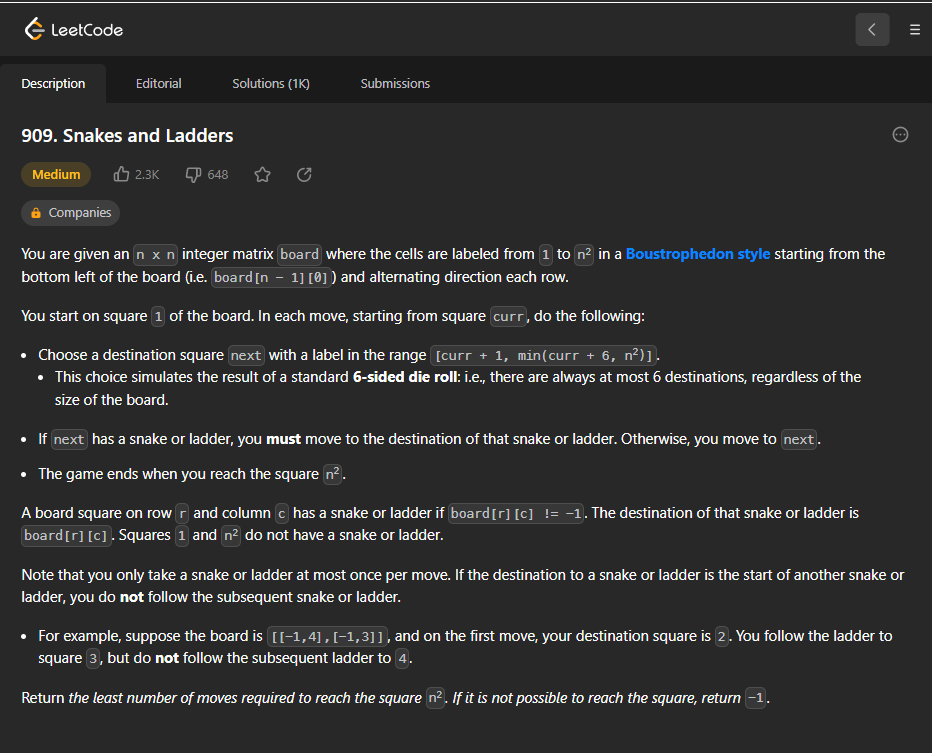 LeetCode
Description Editorial Solutions (1K) Submissions
909. Snakes and Ladders
Medium 2.3K 648
Companies
You are given an n x n integer matrix board where the cells are labeled from 1 to n² in a Boustrophedon style starting from the
bottom left of the board (i.e. board[n - 1][0]) and alternating direction each row.
You start on square 1 of the board. In each move, starting from square curr, do the following:
• Choose a destination square next with a label in the range [curr + 1, min(curr + 6, n²)].
• This choice simulates the result of a standard 6-sided die roll: i.e., there are always at most 6 destinations, regardless of the
size of the board.
• If next has a snake or ladder, you must move to the destination of that snake or ladder. Otherwise, you move to next.
• The game ends when you reach the square n².
A board square on row r and column c has a snake or ladder if board[r][c] != -1. The destination of that snake or ladder is
board[r][c]. Squares 1 and n² do not have a snake or ladder.
Note that you only take a snake or ladder at most once per move. If the destination to a snake or ladder is the start of another snake or
ladder, you do not follow the subsequent snake or ladder.
• For example, suppose the board is [[-1,4],[-1,3]], and on the first move, your destination square is 2. You follow the ladder to
square 3, but do not follow the subsequent ladder to 4.
Return the least number of moves required to reach the square n². If it is not possible to reach the square, return -1.